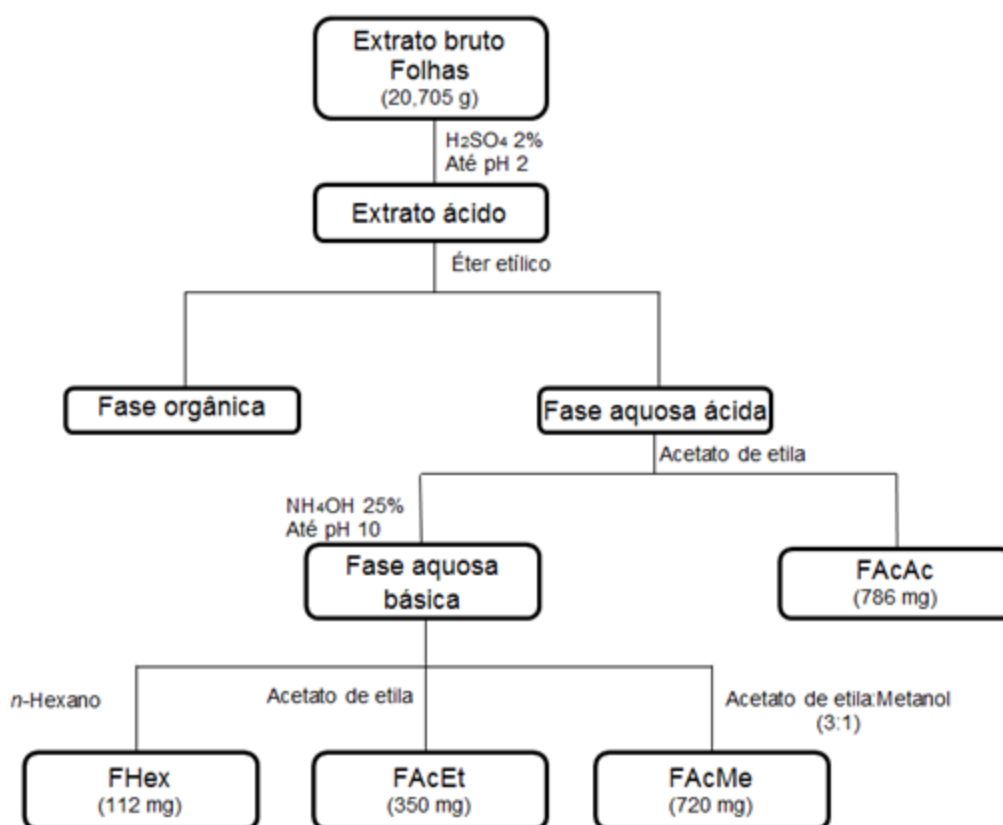 Extrato bruto
Folhas
(20,705 g)
H₂SO₄ 2%
Até pH 2
Extrato ácido
Éter etílico
Fase orgânica
Fase aquosa ácida
Acetato de etila
NH₄OH 25%
Até pH 10
Fase aquosa
básica
FAcAc
(786 mg)
n-Hexano
Acetato de etila
Acetato de etila:Metanol
(3:1)
FHex
(112 mg)
FAcEt
(350 mg)
FAcMe
(720 mg)